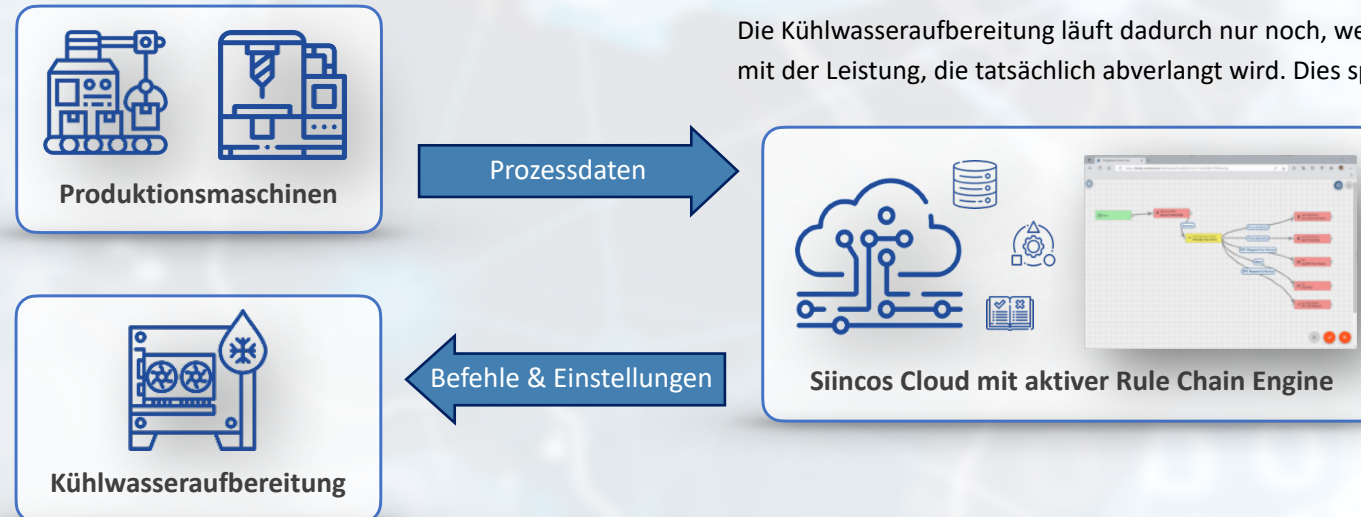 Die Kühlwasseraufbereitung läuft dadurch nur noch, we
mit der Leistung, die tatsächlich abverlangt wird. Dies sp
Produktionsmaschinen
Prozessdaten
Befehle & Einstellungen
Siincos Cloud mit aktiver Rule Chain Engine
Kühlwasseraufbereitung